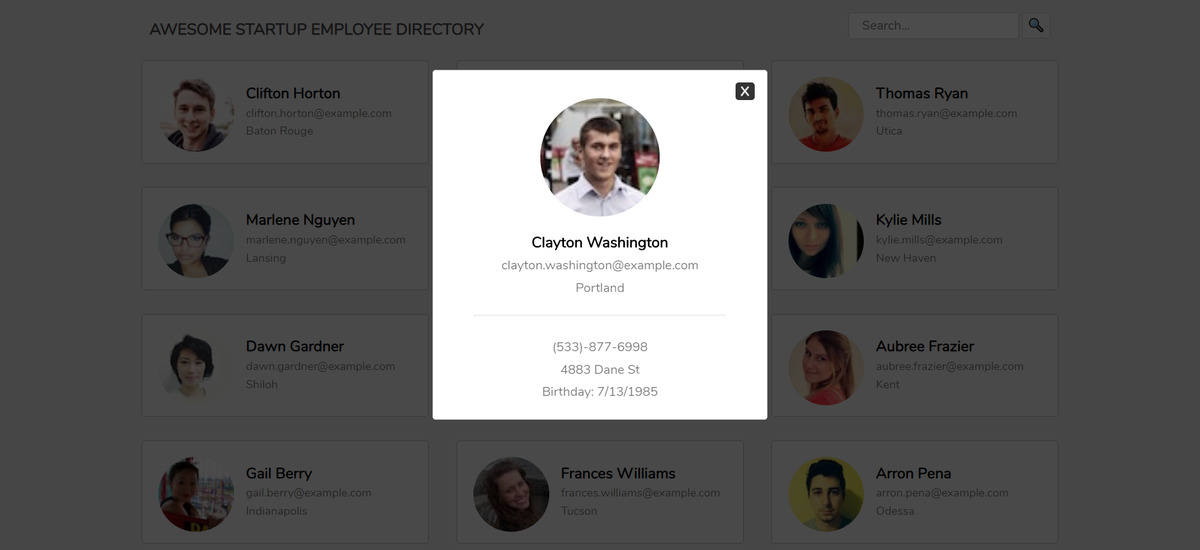 AWESOME STARTUP EMPLOYEE DIRECTORY
Search...
Clifton Horton
clifton.horton@example.com
Baton Rouge
Thomas Ryan
thomas.ryan@example.com
Utica
X
Clayton Washington
clayton.washington@example.com
Portland
(533)-877-6998
4883 Dane St
Birthday: 7/13/1985
Marlene Nguyen
marlene.nguyen@example.com
Lansing
Kylie Mills
kylie.mills@example.com
New Haven
Dawn Gardner
dawn.gardner@example.com
Shiloh
Aubree Frazier
aubree.frazier@example.com
Kent
Gail Berry
gail.berry@example.com
Indianapolis
Frances Williams
frances.williams@example.com
Tucson
Arron Pena
arron.pena@example.com
Odessa